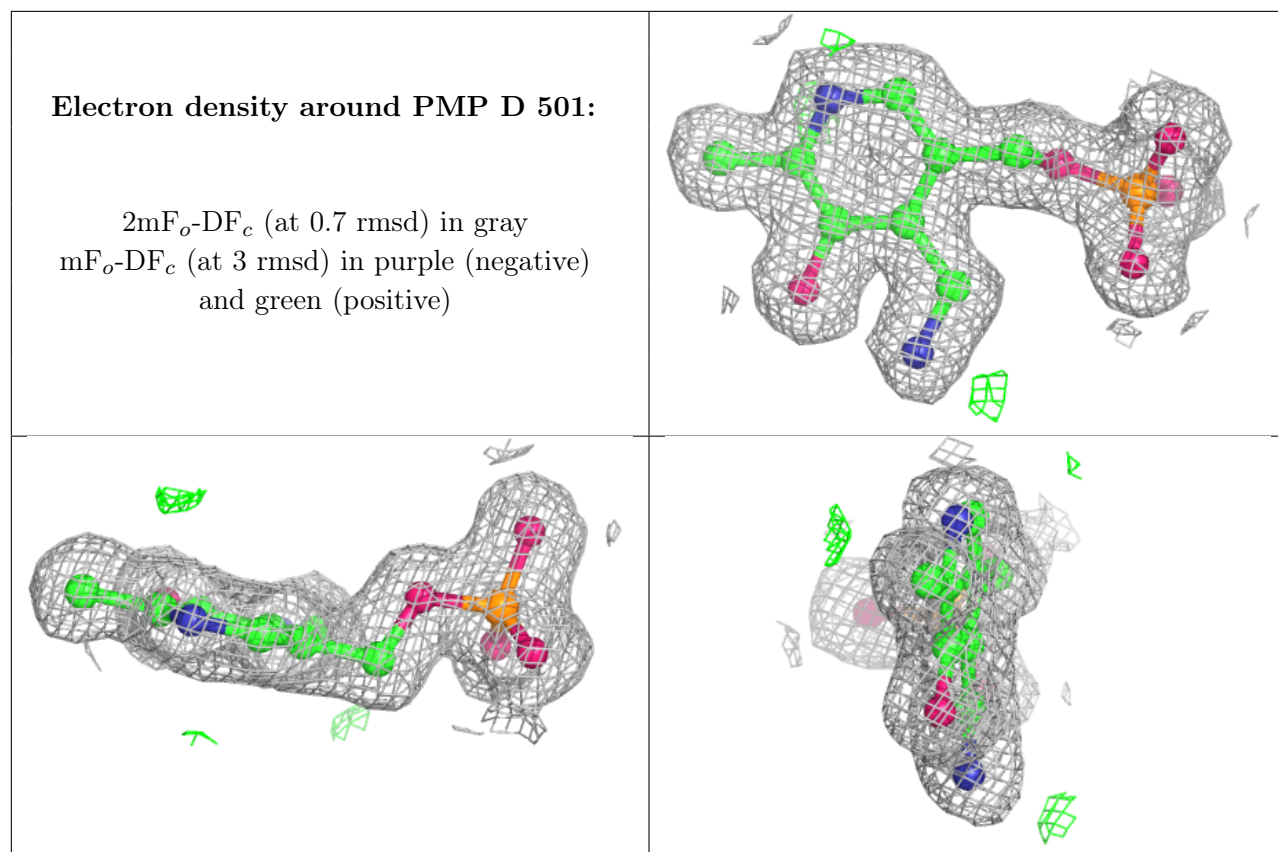 Electron density around PMP D 501:
2mFo-DFc (at 0.7 rmsd) in gray
mFo-DFc (at 3 rmsd) in purple (negative)
and green (positive)